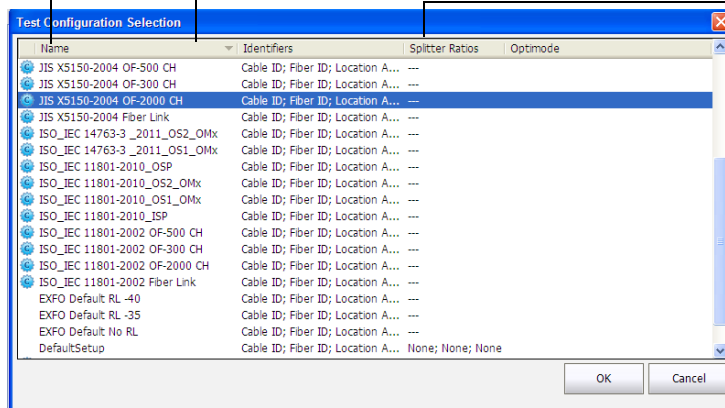 Test Configuration Selection
Name Identifiers Splitter Ratios Optimode
JIS X5150-2004 OF-500 CH Cable ID; Fiber ID; Location A... ---
JIS X5150-2004 OF-300 CH Cable ID; Fiber ID; Location A... ---
JIS X5150-2004 OF-2000 CH Cable ID; Fiber ID; Location A... ---
JIS X5150-2004 Fiber Link Cable ID; Fiber ID; Location A... ---
ISO_IEC 14763-3 _2011_OS2_OMx Cable ID; Fiber ID; Location A... ---
ISO_IEC 14763-3 _2011_OS1_OMx Cable ID; Fiber ID; Location A... ---
ISO_IEC 11801-2010_OSP Cable ID; Fiber ID; Location A... ---
ISO_IEC 11801-2010_OS2_OMx Cable ID; Fiber ID; Location A... ---
ISO_IEC 11801-2010_OS1_OMx Cable ID; Fiber ID; Location A... ---
ISO_IEC 11801-2010_ISP Cable ID; Fiber ID; Location A... ---
ISO_IEC 11801-2002 OF-500 CH Cable ID; Fiber ID; Location A... ---
ISO_IEC 11801-2002 OF-300 CH Cable ID; Fiber ID; Location A... ---
ISO_IEC 11801-2002 OF-2000 CH Cable ID; Fiber ID; Location A... ---
ISO_IEC 11801-2002 Fiber Link Cable ID; Fiber ID; Location A... ---
EXFO Default RL -40 Cable ID; Fiber ID; Location A... ---
EXFO Default RL -35 Cable ID; Fiber ID; Location A... ---
EXFO Default No RL Cable ID; Fiber ID; Location A... ---
DefaultSetup Cable ID; Fiber ID; Location A... None; None; None
OK Cancel